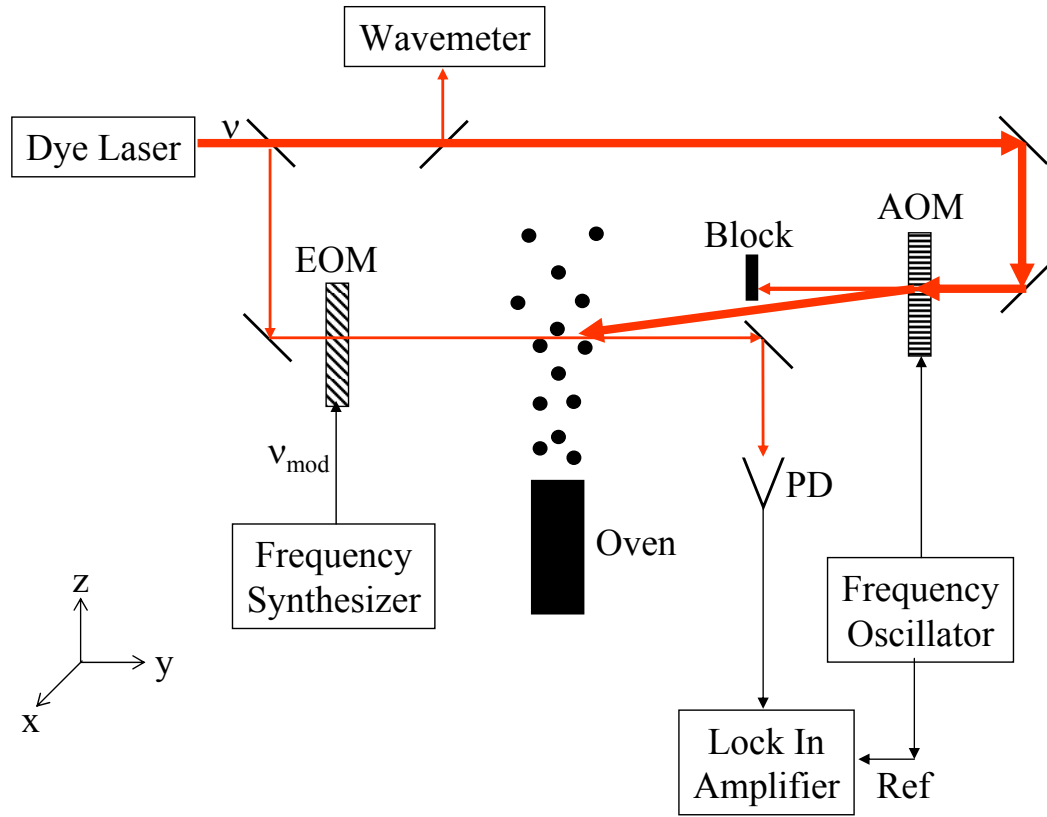 Wavemeter
ν
Dye Laser
AOM
Block
EOM
ν_mod
PD
Oven
Frequency
Synthesizer
Frequency
Oscillator
z
y
x
Lock In
Amplifier
Ref